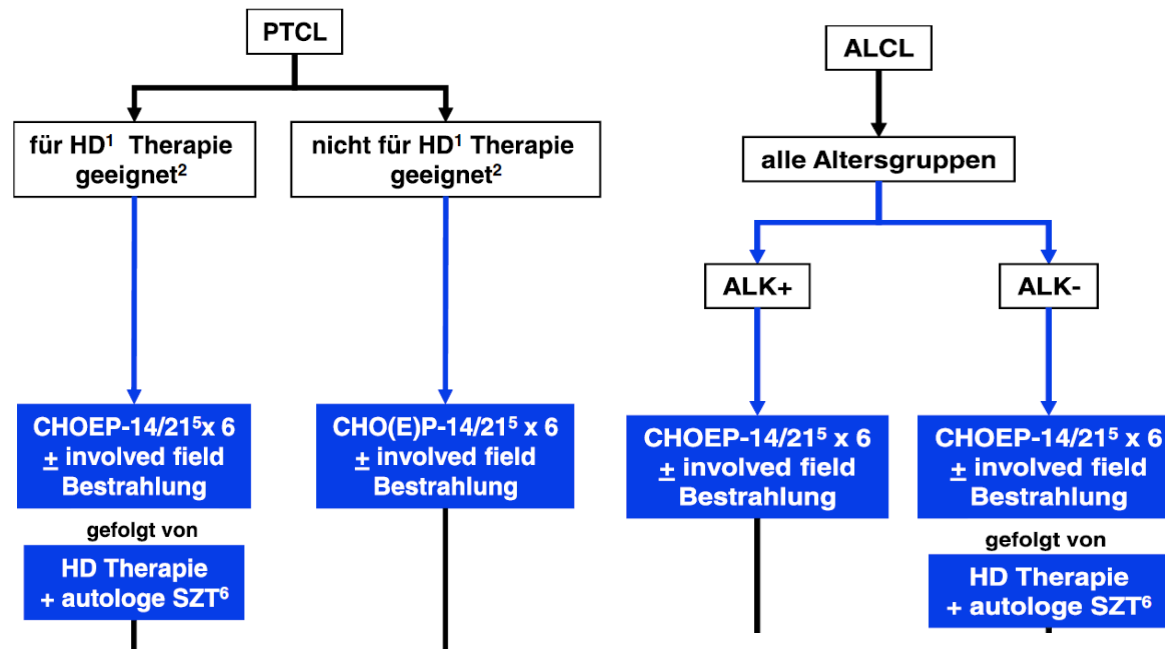 PTCL
für HD¹ Therapie
geeignet²
nicht für HD¹ Therapie
geeignet²
CHOEP-14/21⁵x 6
± involved field
Bestrahlung
gefolgt von
HD Therapie
+ autologe SZT⁶
CHO(E)P-14/21⁵ x 6
± involved field
Bestrahlung
ALCL
alle Altersgruppen
ALK+
ALK-
CHOEP-14/21⁵ x 6
± involved field
Bestrahlung
CHOEP-14/21⁵ x 6
± involved field
Bestrahlung
gefolgt von
HD Therapie
+ autologe SZT⁶